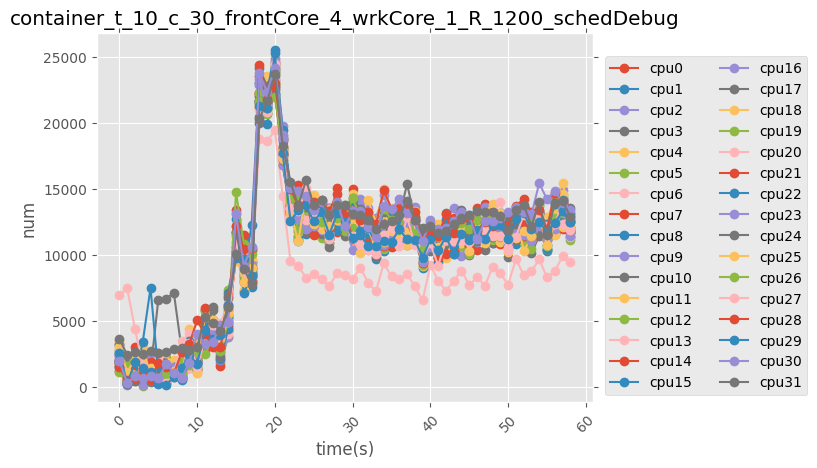 container_t_10_c_30_frontCore_4_wrkCore_1_R_1200_schedDebug
25000
20000
15000
10000
5000
0
num
0
10
20
30
40
50
60
time(s)
cpu0
cpu1
cpu2
cpu3
cpu4
cpu5
cpu6
cpu7
cpu8
cpu9
cpu10
cpu11
cpu12
cpu13
cpu14
cpu15
cpu16
cpu17
cpu18
cpu19
cpu20
cpu21
cpu22
cpu23
cpu24
cpu25
cpu26
cpu27
cpu28
cpu29
cpu30
cpu31